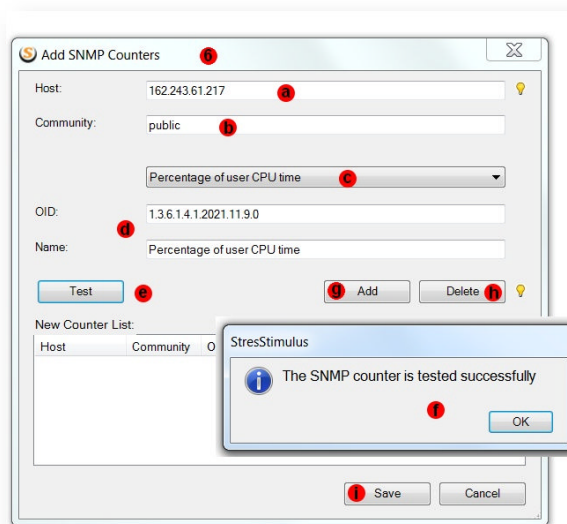 S Add SNMP Counters 6
Host: 162.243.61.217 a
Community: public b
Percentage of user CPU time c
OID: 1.3.6.1.4.1.2021.11.9.0
d
Name: Percentage of user CPU time
Test e g Add Delete h
New Counter List:
Host Community O
StresStimulus
i The SNMP counter is tested successfully
f
OK
i Save Cancel